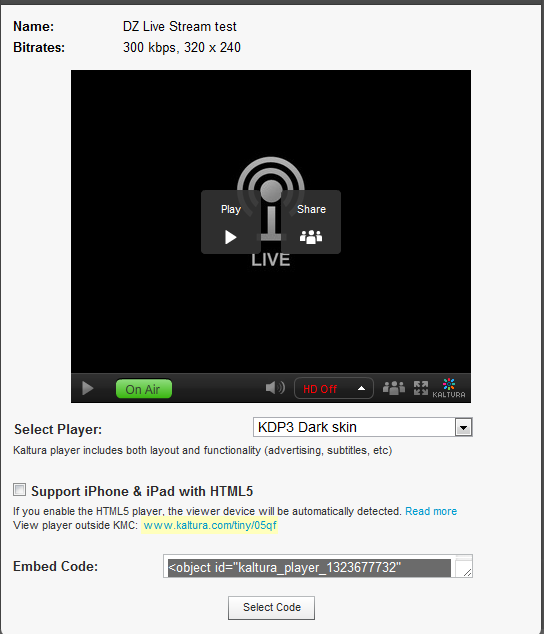 Name: DZ Live Stream test
Bitrates: 300 kbps, 320 x 240
Play Share
LIVE
On Air HD Off KALTURA
Select Player: KDP3 Dark skin
Kaltura player includes both layout and functionality (advertising, subtitles, etc)
Support iPhone & iPad with HTML5
If you enable the HTML5 player, the viewer device will be automatically detected. Read more
View player outside KMC: www.kaltura.com/tiny/05qf
Embed Code: <object id="kaltura_player_1323677732"
Select Code